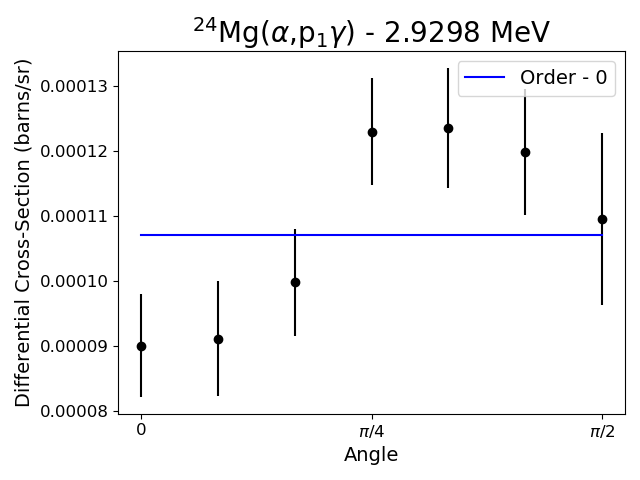 ²⁴Mg(α,p₁γ) - 2.9298 MeV
Order - 0
Differential Cross-Section (barns/sr)
0.00013
0.00012
0.00011
0.00010
0.00009
0.00008
0
π/4
π/2
Angle